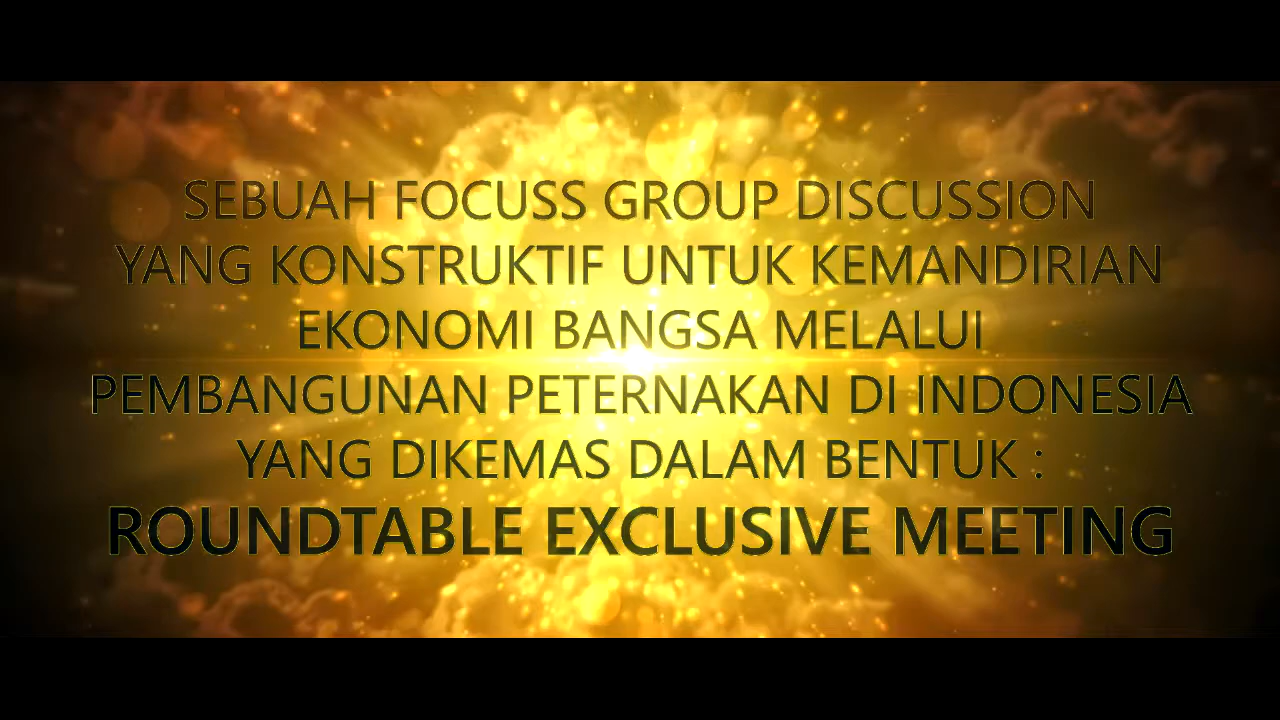 SEBUAH FOCUSS GROUP DISCUSSION
YANG KONSTRUKTIF UNTUK KEMANDIRIAN
EKONOMI BANGSA MELALUI
PEMBANGUNAN PETERNAKAN DI INDONESIA
YANG DIKEMAS DALAM BENTUK :
ROUNDTABLE EXCLUSIVE MEETING